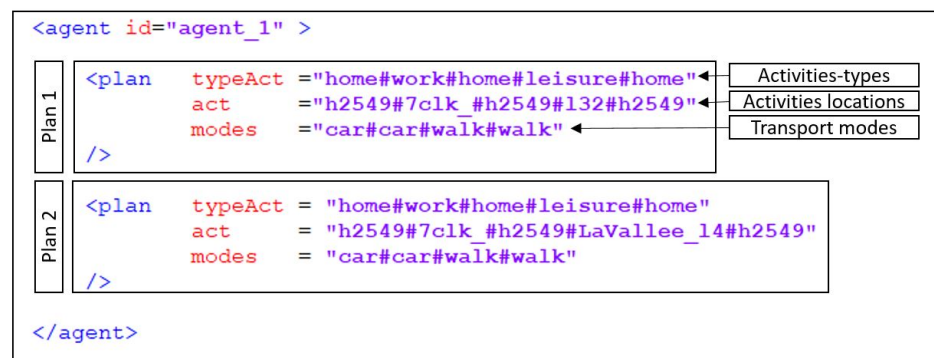 <agent id="agent_1" >
Plan 1
<plan typeAct ="home#work#home#leisure#home"
Activities-types
act ="h2549#7clk_#h2549#l32#h2549"
Activities locations
modes ="car#car#walk#walk"
Transport modes
/>
Plan 2
<plan typeAct = "home#work#home#leisure#home"
act = "h2549#7clk_#h2549#LaVallee_l4#h2549"
modes = "car#car#walk#walk"
/>
</agent>